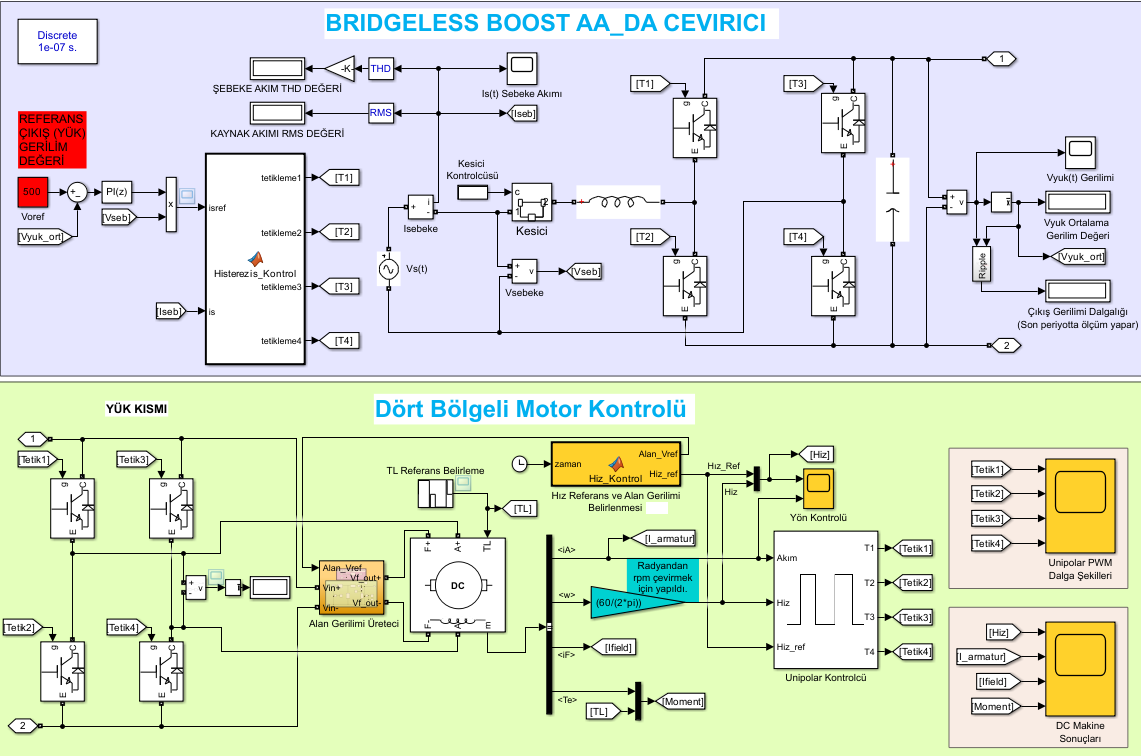 BRIDGELESS BOOST AA_DA CEVIRICI
Discrete
1e-07 s.
-K-
THD
ŞEBEKE AKIM THD DEĞERİ
Is(t) Sebeke Akımı
RMS
[Iseb]
KAYNAK AKIMI RMS DEĞERİ
REFERANS
ÇIKIŞ (YÜK)
GERİLİM
DEĞERİ
500
Voref
PI(z)
[Vseb]
[Vyuk_ort]
x
isref
is
[Iseb]
Histerezis_Kontrol
tetikleme1
tetikleme2
tetikleme3
tetikleme4
[T1]
[T2]
[T3]
[T4]
Kesici
Kontrolcüsü
c
1
2
Kesici
+
-
i
Isebeke
Vs(t)
+
-
v
Vsebeke
[Vseb]
[T1]
g
C
E
[T3]
g
C
E
[T2]
g
C
E
[T4]
g
C
E
1
2
+
-
v
Vyuk(t) Gerilimi
Vyuk Ortalama
Gerilim Değeri
[Vyuk_ort]
Ripple
Çıkış Gerilimi Dalgalığı
(Son periyotta ölçüm yapar)
YÜK KISMI
Dört Bölgeli Motor Kontrolü
1
[Tetik1]
g
C
E
[Tetik3]
g
C
E
[Tetik2]
g
C
E
[Tetik4]
g
C
E
2
+
-
v
Alan_Vref
Vin+
Vin-
Vf_out+
Vf_out-
Alan Gerilimi Üreteci
TL Referans Belirleme
[TL]
F+
A+
TL
DC
F-
A-
m
zaman
Alan_Vref
Hiz_Kontrol
Hiz_ref
Hız Referans ve Alan Gerilimi
Belirlenmesi
Hız_Ref
Hiz
[Hiz]
Yön Kontrolü
<iA>
[I_armatur]
Radyandan
rpm çevirmek
için yapıldı.
<w>
(60/(2*pi))
<iF>
[Ifield]
<Te>
[TL]
[Moment]
Akım
Hiz
Hiz_ref
T1
T2
T3
T4
Unipolar Kontrolcü
[Tetik1]
[Tetik2]
[Tetik3]
[Tetik4]
[Tetik1]
[Tetik2]
[Tetik3]
[Tetik4]
Unipolar PWM
Dalga Şekilleri
[Hiz]
[I_armatur]
[Ifield]
[Moment]
DC Makine
Sonuçları